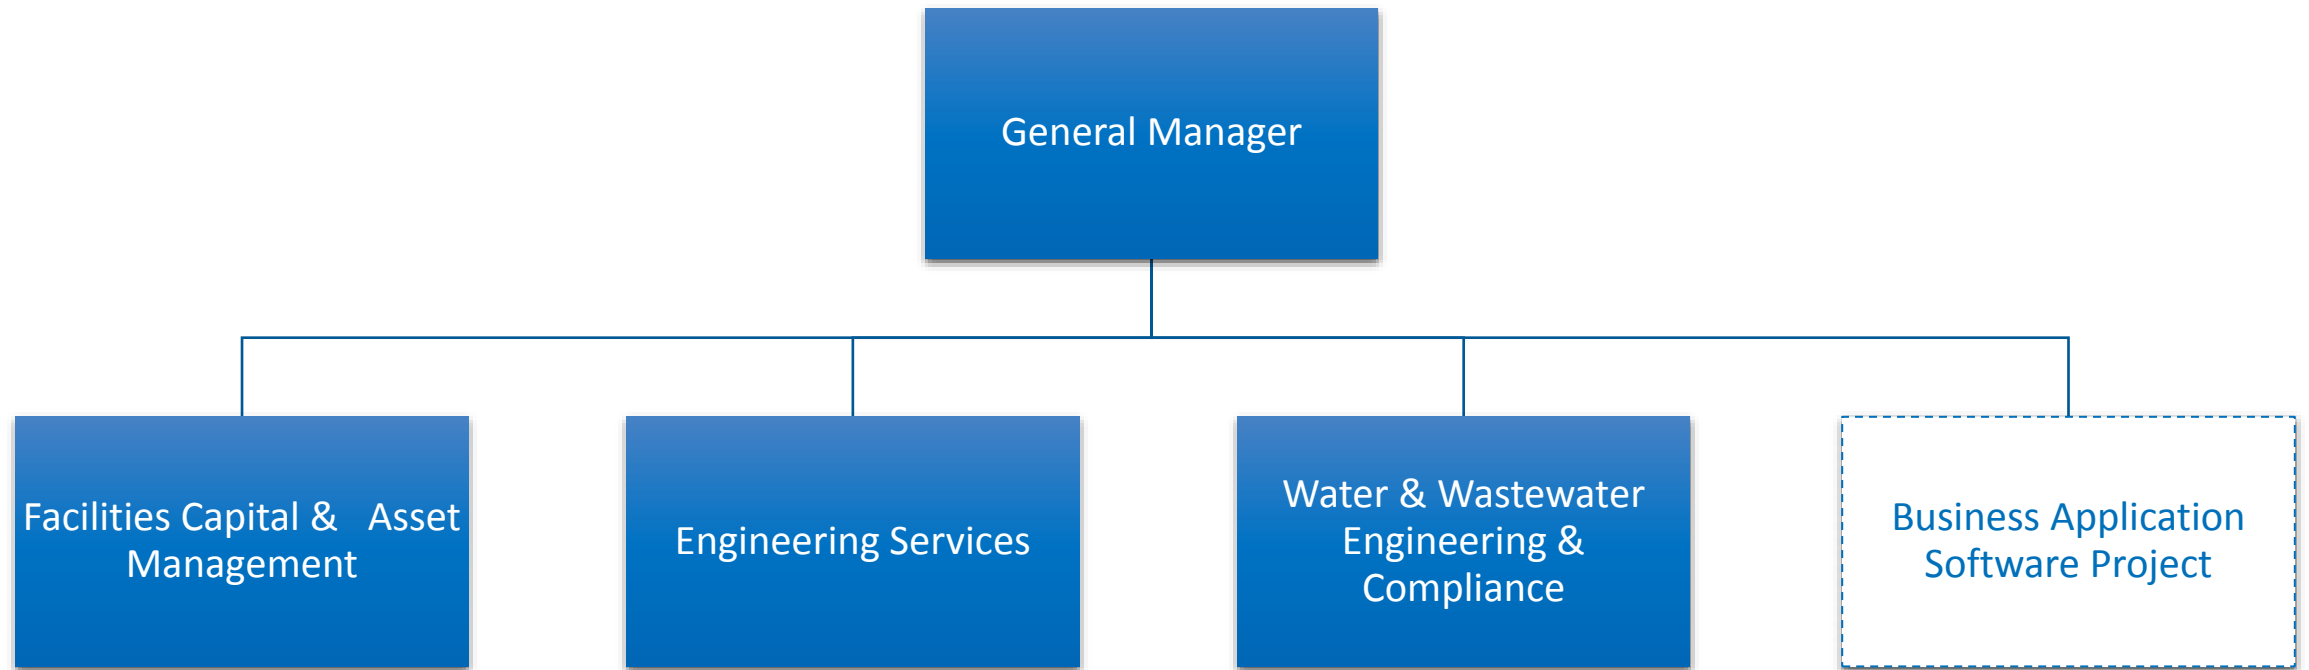 General Manager
Facilities Capital &   Asset
Management
Engineering Services
Water & Wastewater
Engineering &
Compliance
Business Application
Software Project